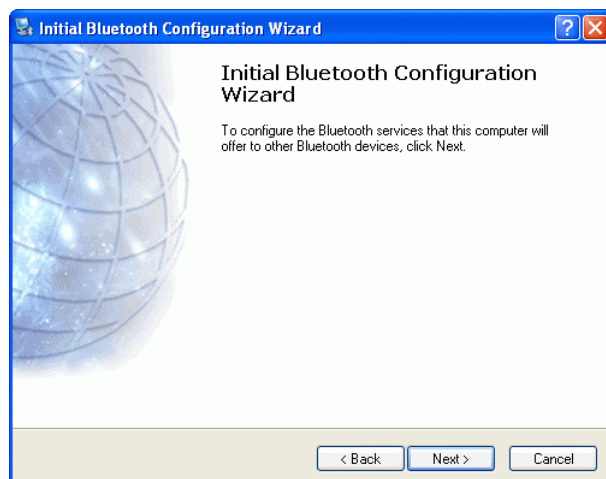 Initial Bluetooth Configuration Wizard
Initial Bluetooth Configuration
Wizard
To configure the Bluetooth services that this computer will
offer to other Bluetooth devices, click Next.
< Back
Next >
Cancel